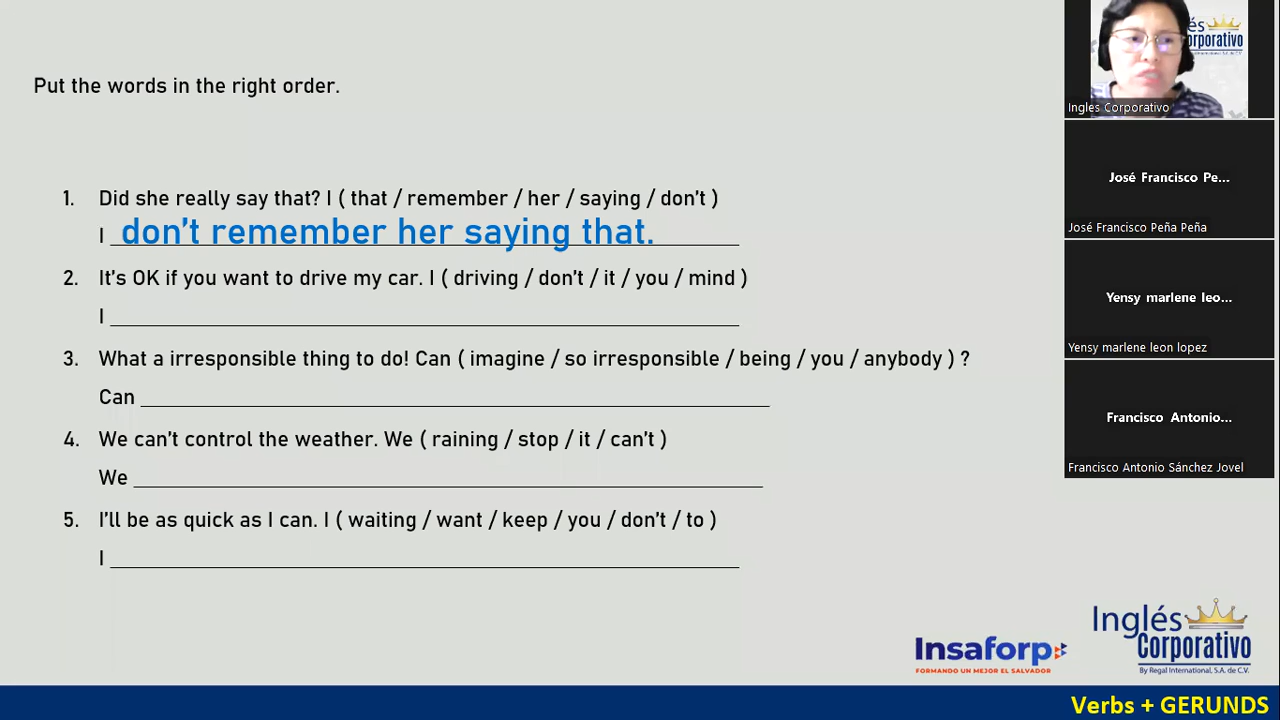 Put the words in the right order.
1. Did she really say that? I ( that / remember / her / saying / don't )
I don't remember her saying that.
2. It's OK if you want to drive my car. I ( driving / don't / it / you / mind )
I
3. What a irresponsible thing to do! Can ( imagine / so irresponsible / being / you / anybody ) ?
Can
4. We can't control the weather. We ( raining / stop / it / can't )
We
5. I'll be as quick as I can. I ( waiting / want / keep / you / don't / to )
I
és
orporativo
Ingles Corporativo
José Francisco Pe...
José Francisco Peña Peña
Yensy marlene leo...
Yensy marlene leon lopez
Francisco Antonio...
Francisco Antonio Sánchez Jovel
Insaforp
FORMANDO UN MEJOR EL SALVADOR
Inglés
Corporativo
By Regal International, S.A. de C.V.
Verbs + GERUNDS